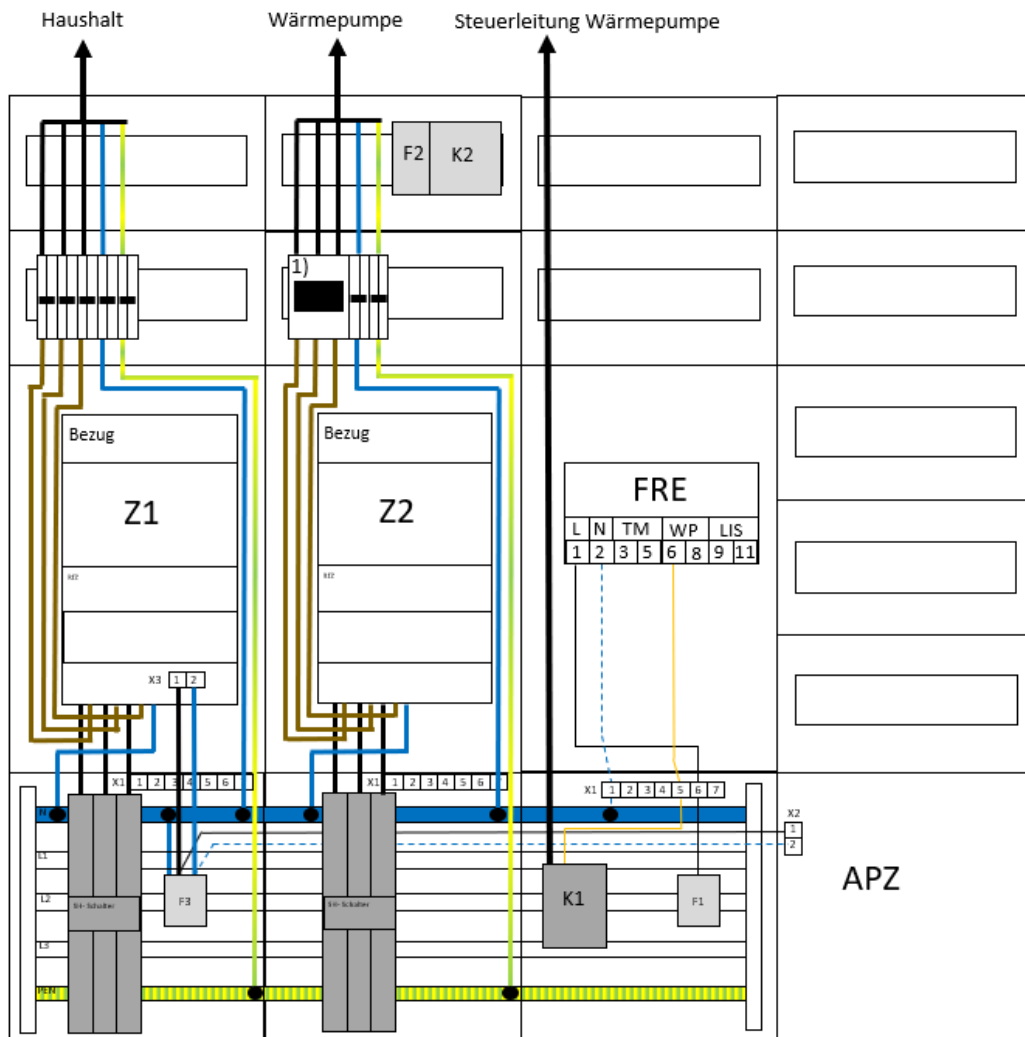 Haushalt Wärmepumpe Steuerleitung Wärmepumpe
F2 K2
1)
Bezug Bezug
Z1 Z2 FRE
L N TM WP LIS
1 2 3 5 6 8 9 11
X3 1 2
X1 1 2 3 4 5 6 7
X1 1 2 3 4 5 6 7
X1 1 2 3 4 5 6 7
N
X2
1
2
L1
L2
L3
PEN
SH- Schalter
SH- Schalter
F3 K1 F1
APZ